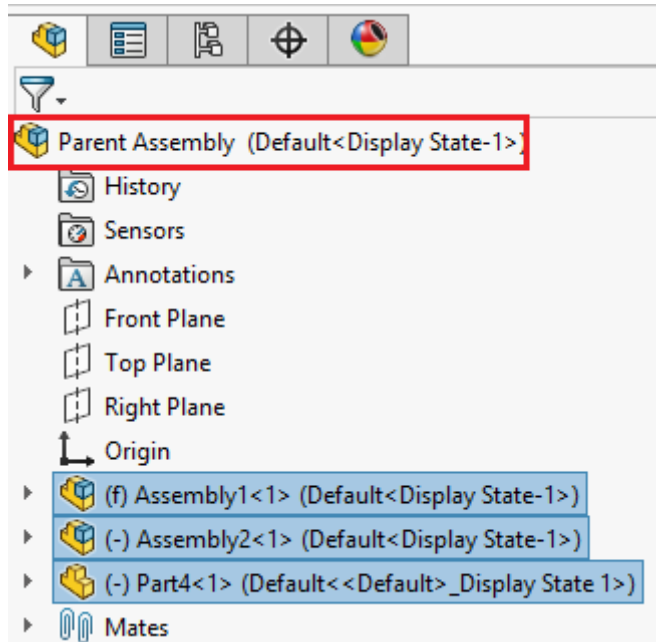 Parent Assembly (Default<Display State-1>)
History
Sensors
Annotations
Front Plane
Top Plane
Right Plane
Origin
(f) Assembly1<1> (Default<Display State-1>)
(-) Assembly2<1> (Default<Display State-1>)
(-) Part4<1> (Default<<Default>_Display State 1>)
Mates